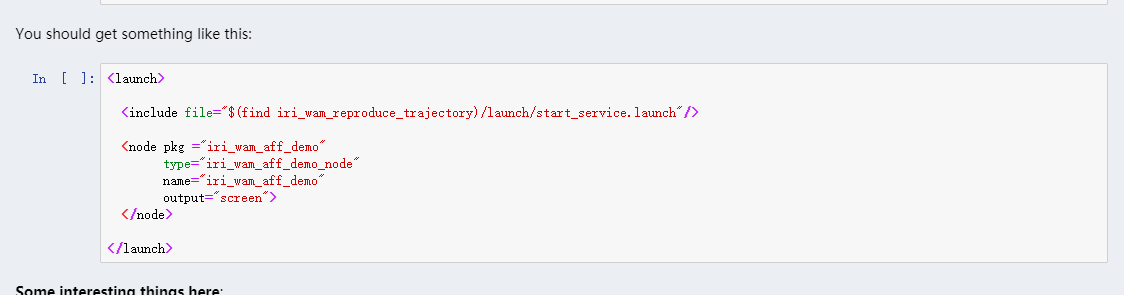 You should get something like this:
In [ ]: <launch>
<include file="$(find iri_wam_reproduce_trajectory)/launch/start_service.launch"/>
<node pkg ="iri_wam_aff_demo"
type="iri_wam_aff_demo_node"
name="iri_wam_aff_demo"
output="screen">
</node>
</launch>
Some interesting things here: